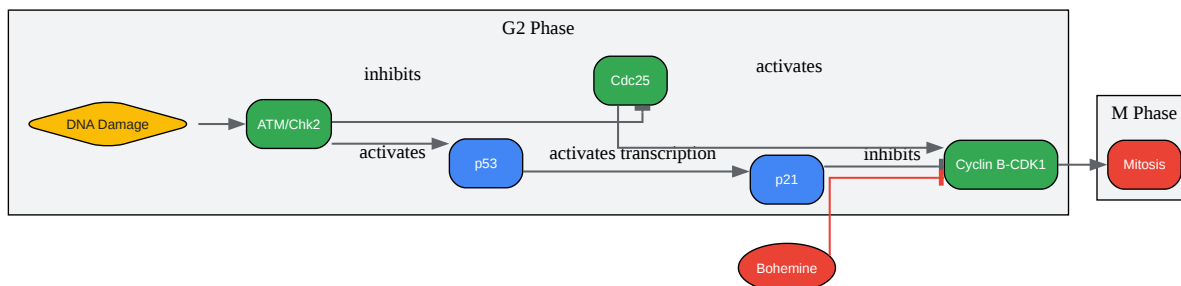 G2 Phase
inhibits
Cdc25
activates
DNA Damage
ATM/Chk2
activates
p53
activates transcription
p21
inhibits
Cyclin B-CDK1
M Phase
Mitosis
Bohemine